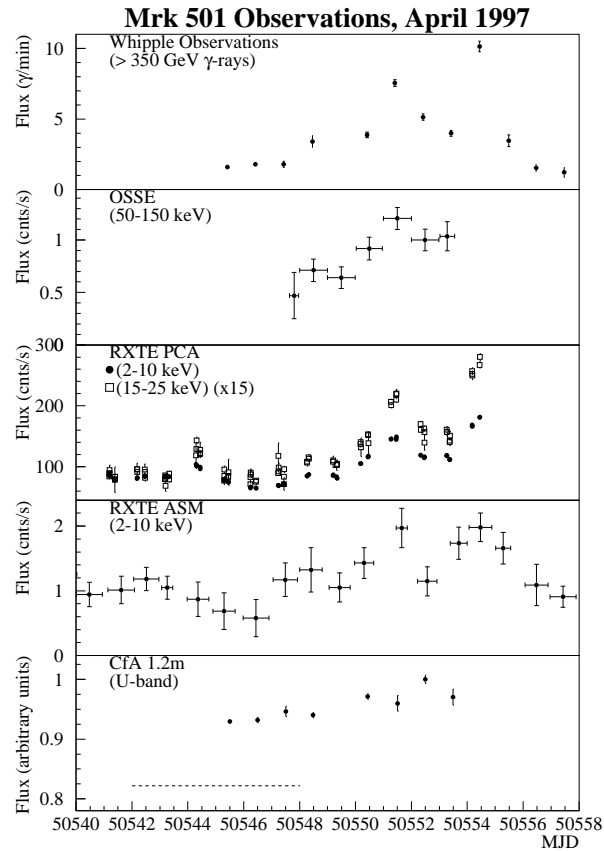 Mrk 501 Observations, April 1997
Flux (γ/min)
10
5
0
Whipple Observations
(> 350 GeV γ-rays)
Flux (cnts/s)
1
0.5
0
OSSE
(50-150 keV)
Flux (cnts/s)
300
200
100
RXTE PCA
(2-10 keV)
(15-25 keV) (x15)
Flux (cnts/s)
2
1
0
RXTE ASM
(2-10 keV)
Flux (arbitrary units)
1
0.9
0.8
CfA 1.2m
(U-band)
50540 50542 50544 50546 50548 50550 50552 50554 50556 50558
MJD